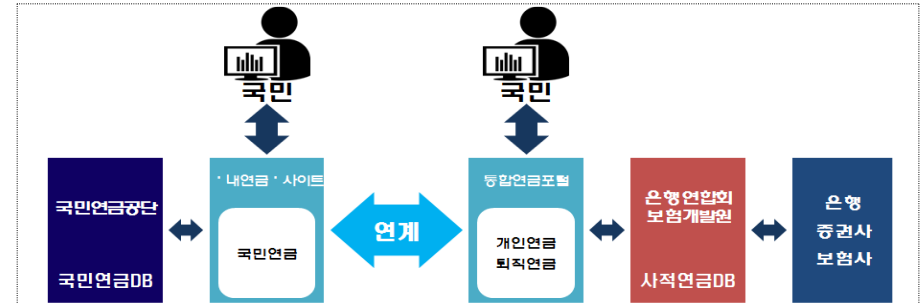 국민
국민
국민연금공단
국민연금DB
'내연금'사이트
국민연금
연계
통합연금포털
개인연금
퇴직연금
은행연합회
보험개발원
사적연금DB
은행
증권사
보험사